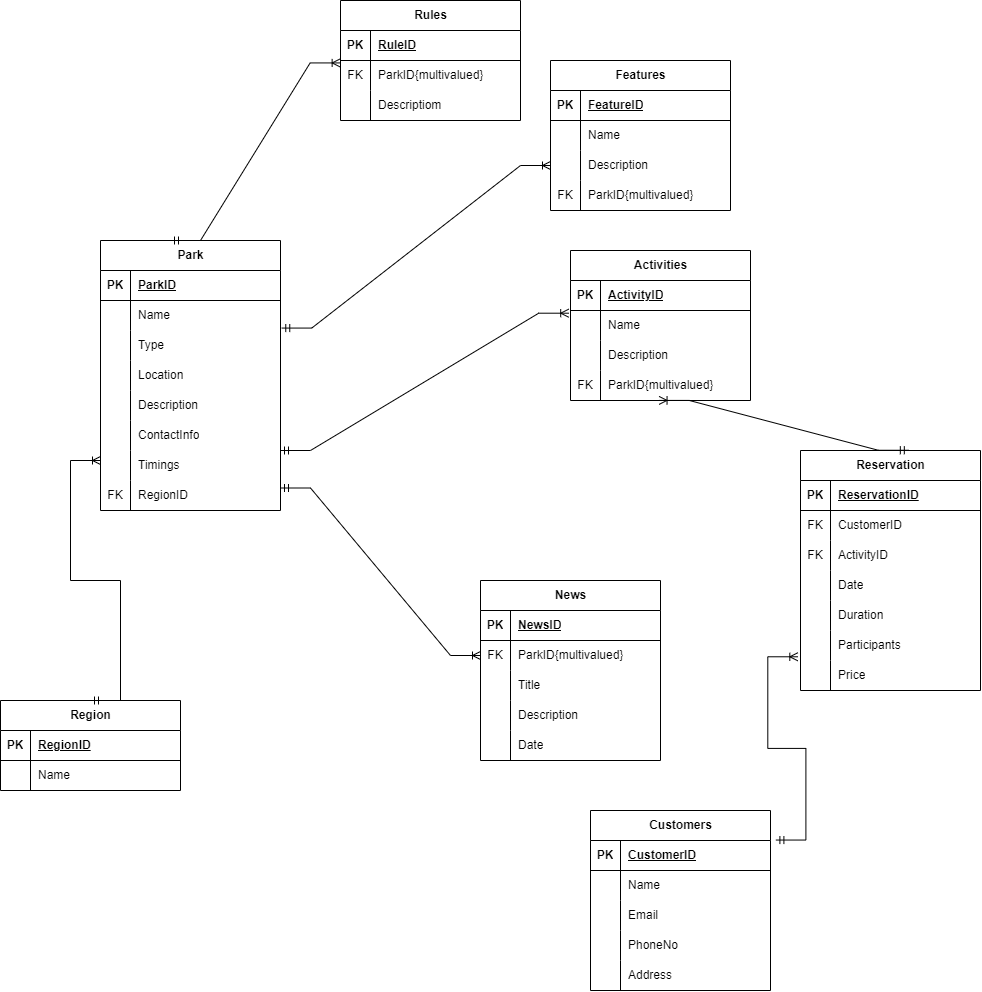 Rules
PK RuleID
FK ParkID{multivalued}
Descriptiom
Features
PK FeatureID
Name
Description
FK ParkID{multivalued}
Park
PK ParkID
Name
Type
Location
Description
ContactInfo
Timings
FK RegionID
Activities
PK ActivityID
Name
Description
FK ParkID{multivalued}
Reservation
PK ReservationID
FK CustomerID
FK ActivityID
Date
Duration
Participants
Price
News
PK NewsID
FK ParkID{multivalued}
Title
Description
Date
Region
PK RegionID
Name
Customers
PK CustomerID
Name
Email
PhoneNo
Address